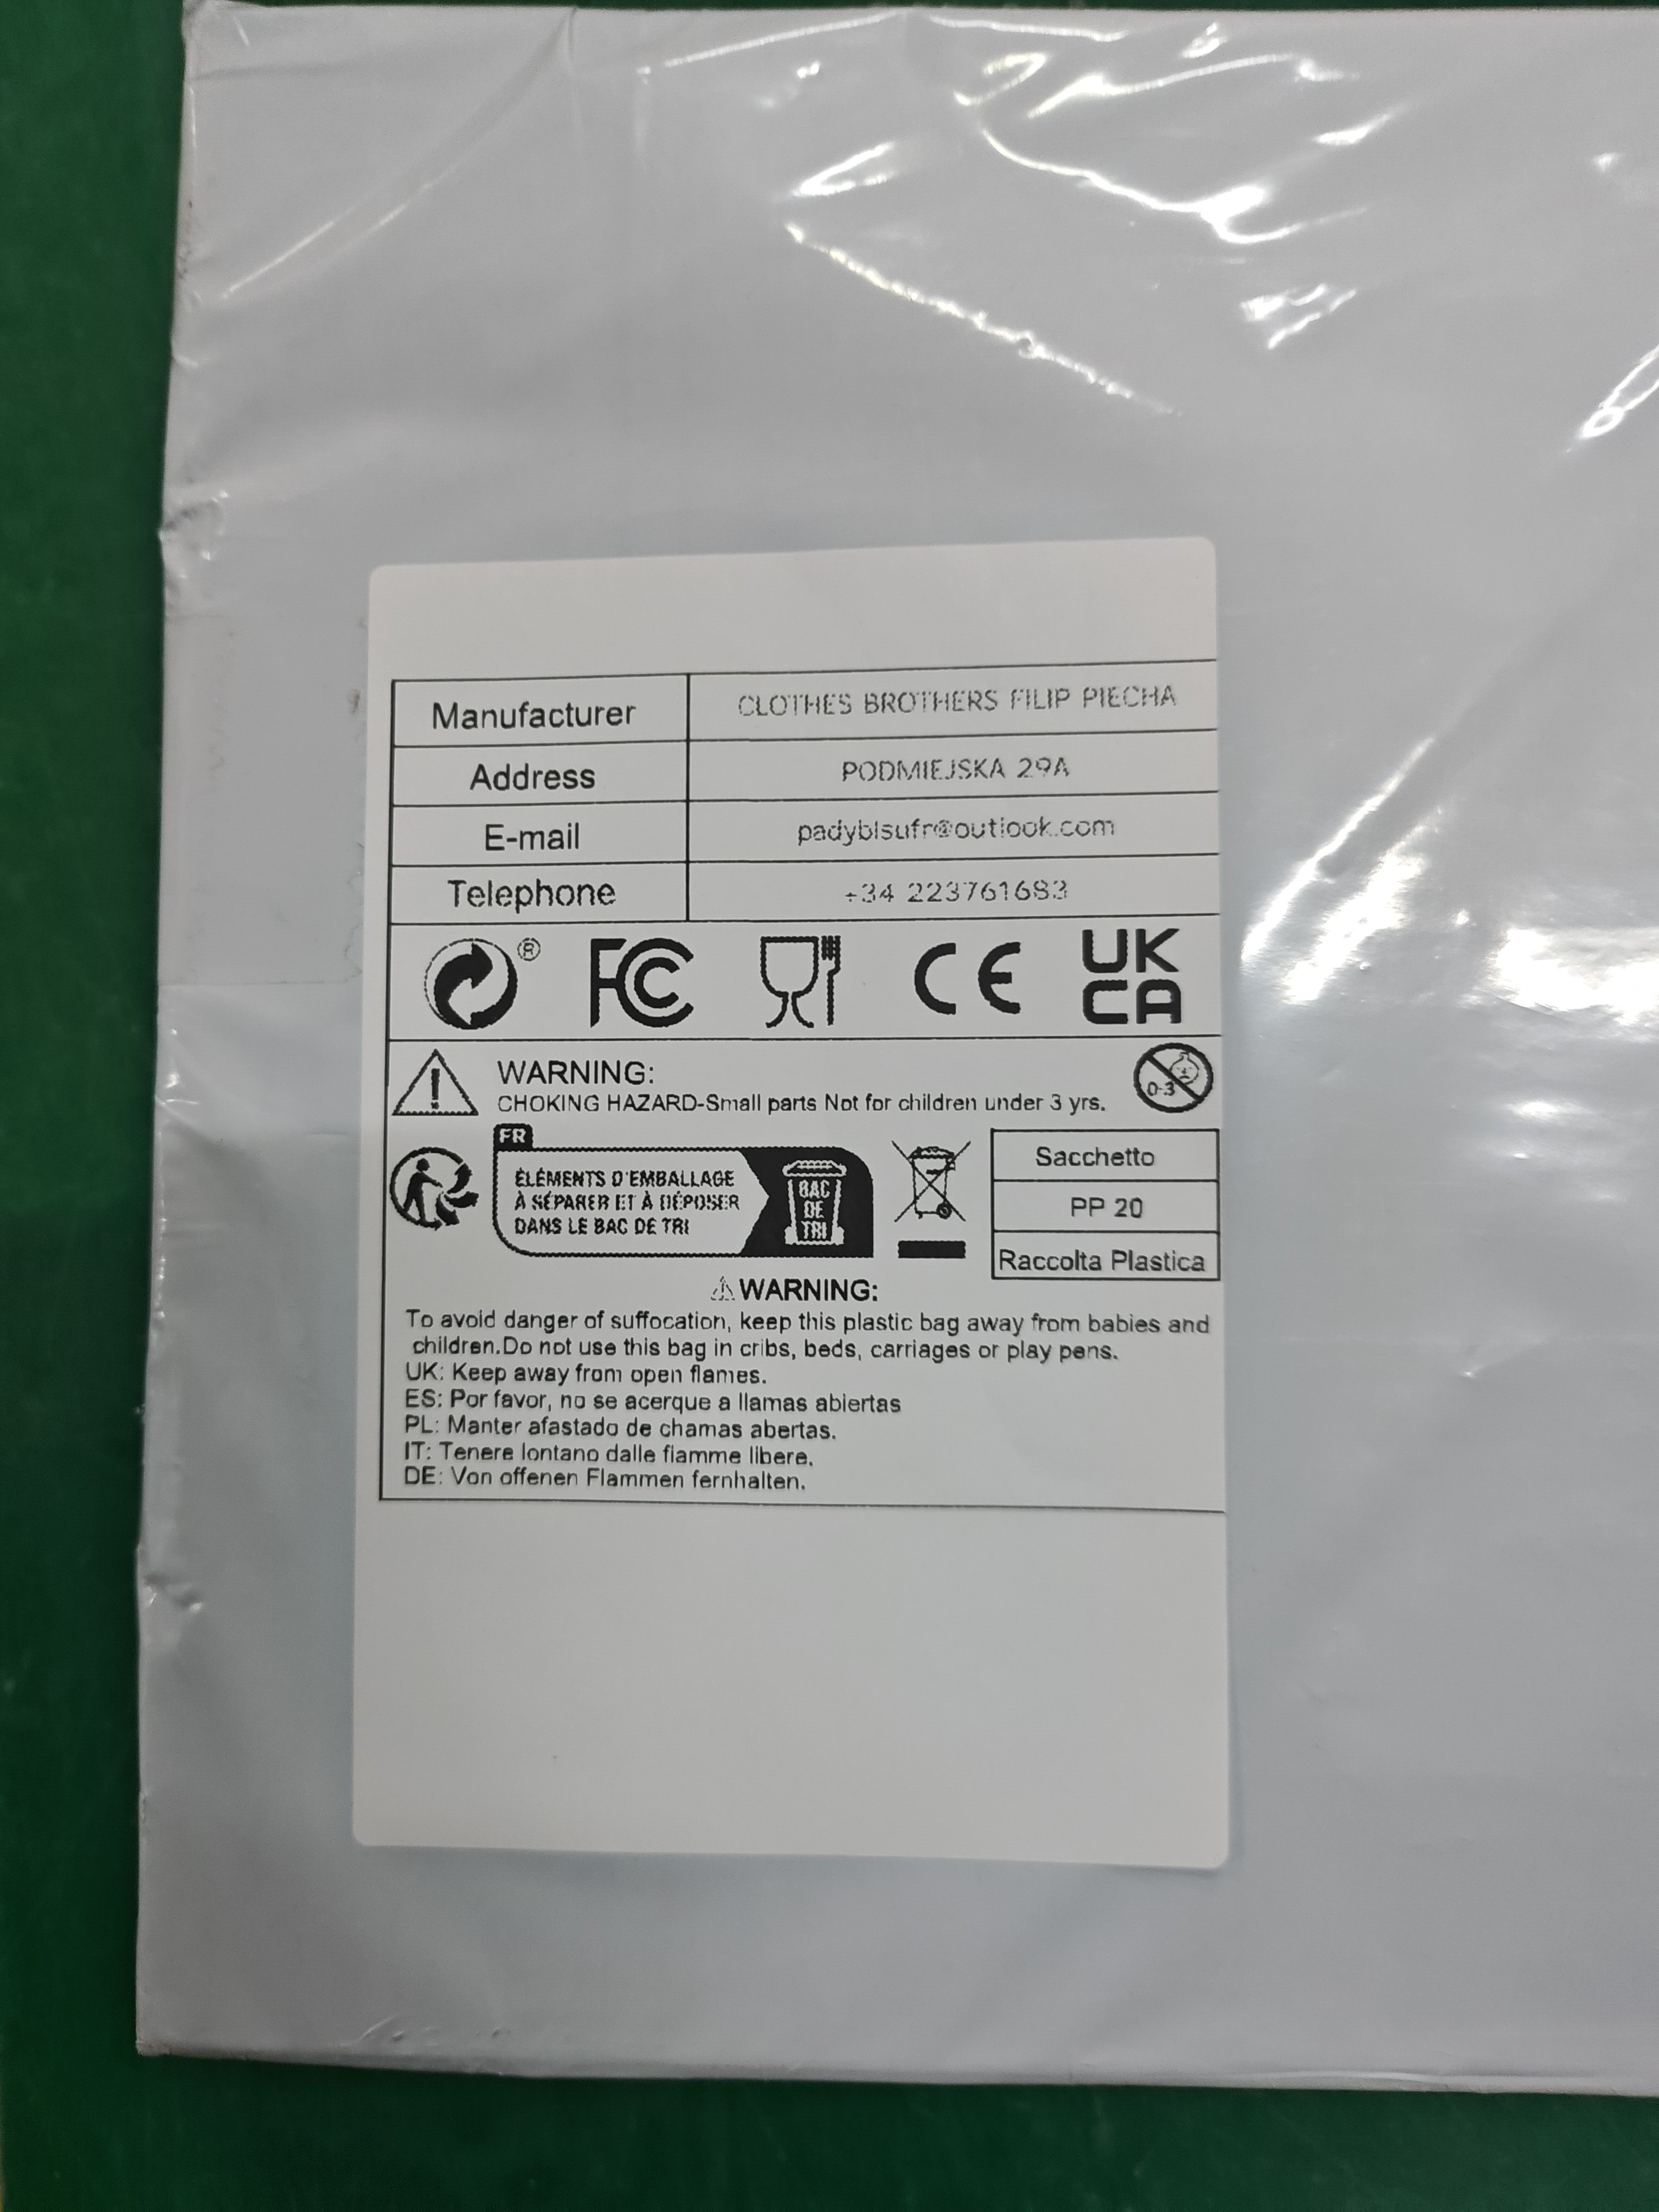 Manufacturer CLOTHES BROTHERS FILIP PIECHA
Address PODMIEJSKA 29A
E-mail padyblsufr@outlook.com
Telephone +34 223761683
® FC CE UK CA
WARNING:
CHOKING HAZARD-Small parts Not for children under 3 yrs.
0-3
FR
ÉLÉMENTS D'EMBALLAGE
À SÉPARER ET À DÉPOSER
DANS LE BAC DE TRI
BAC
DE
TRI
Sacchetto
PP 20
Raccolta Plastica
WARNING:
To avoid danger of suffocation, keep this plastic bag away from babies and
children.Do not use this bag in cribs, beds, carriages or play pens.
UK: Keep away from open flames.
ES: Por favor, no se acerque a llamas abiertas
PL: Manter afastado de chamas abertas.
IT: Tenere lontano dalle fiamme libere.
DE: Von offenen Flammen fernhalten.